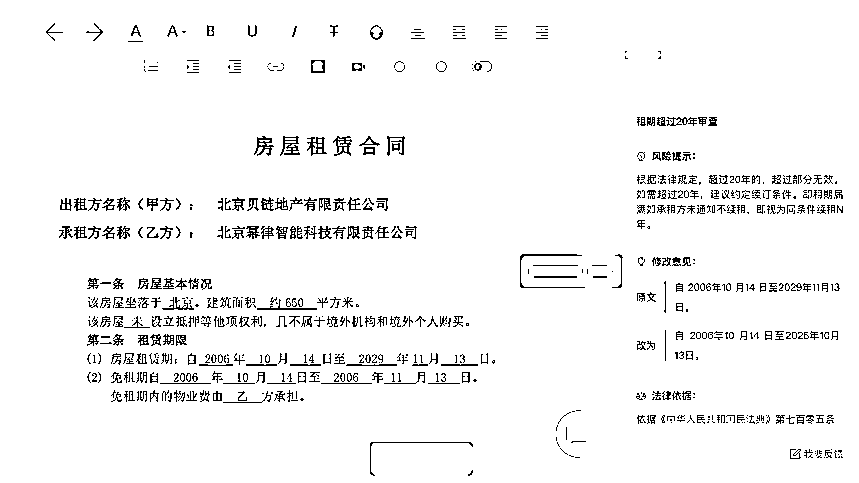 A A B U I
房屋租赁合同
出租方名称（甲方）： 北京贝链地产有限责任公司
承租方名称（乙方）： 北京幂律智能科技有限责任公司
第一条 房屋基本情况
该房屋坐落于 北京。建筑面积 约 650 平方米。
该房屋 未 设立抵押等他项权利，且不属于境外机构和境外个人购买。
第二条 租赁期限
(1) 房屋租赁期：自 2006 年 10 月 14 日至 2029 年 11 月 13 日。
(2) 免租期自 2006 年 10 月 14 日至 2006 年 11 月 13 日。
免租期内的物业费由 乙 方承担。
租期超过20年审查
风险提示：
根据法律规定，超过20年的，超过部分无效。
如需超过20年，建议约定续订条件。即租期届
满如承租方未通知不续租，即视为同条件续租N
年。
修改意见：
原文 自 2006年10 月14 日至2029年11月13
日。
改为 自 2006年10 月14 日至2026年10月
13日。
法律依据：
依据《中华人民共和国民法典》第七百零五条
我要反馈